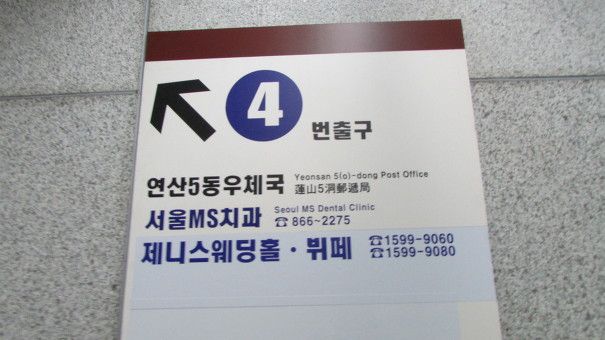 4 번출구
연산5동우체국 Yeonsan 5(o)-dong Post Office
蓮山5洞郵遞局
서울MS치과 Seoul MS Dental Clinic
☎ 866~2275
제니스웨딩홀·뷔페 ☎1599-9060
☎1599-9080